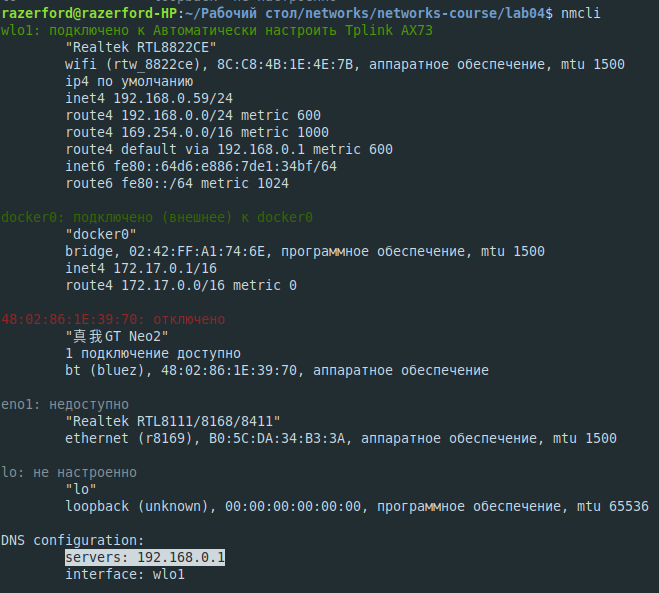 razerford@razerford-HP:~/Рабочий стол/networks/networks-course/lab04$ nmcli
wlo1: подключено к Автоматически настроить Tplink AX73
"Realtek RTL8822CE"
wifi (rtw_8822ce), 8C:C8:4B:1E:4E:7B, аппаратное обеспечение, mtu 1500
ip4 по умолчанию
inet4 192.168.0.59/24
route4 192.168.0.0/24 metric 600
route4 169.254.0.0/16 metric 1000
route4 default via 192.168.0.1 metric 600
inet6 fe80::64d6:e886:7de1:34bf/64
route6 fe80::/64 metric 1024
docker0: подключено (внешнее) к docker0
"docker0"
bridge, 02:42:FF:A1:74:6E, программное обеспечение, mtu 1500
inet4 172.17.0.1/16
route4 172.17.0.0/16 metric 0
48:02:86:1E:39:70: отключено
"真我GT Neo2"
1 подключение доступно
bt (bluez), 48:02:86:1E:39:70, аппаратное обеспечение
eno1: недоступно
"Realtek RTL8111/8168/8411"
ethernet (r8169), B0:5C:DA:34:B3:3A, аппаратное обеспечение, mtu 1500
lo: не настроенно
"lo"
loopback (unknown), 00:00:00:00:00:00, программное обеспечение, mtu 65536
DNS configuration:
servers: 192.168.0.1
interface: wlo1